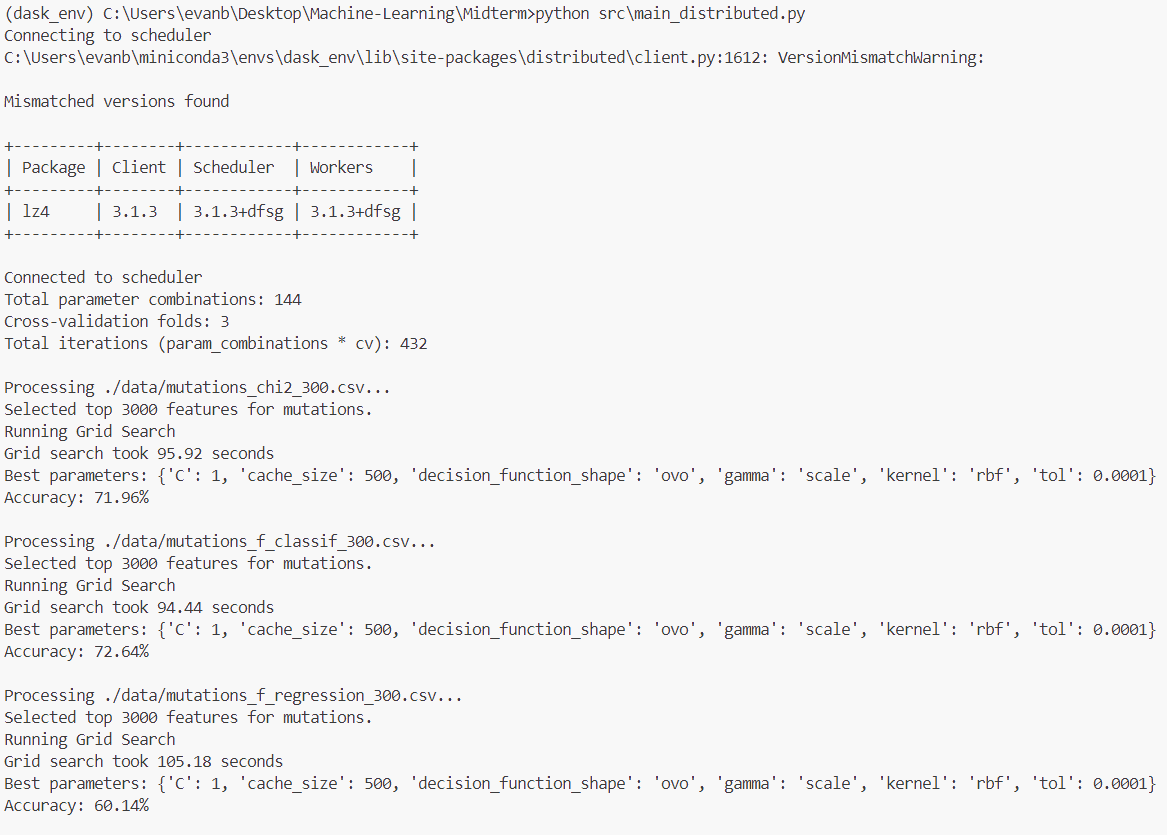 (dask_env) C:\Users\evanb\Desktop\Machine-Learning\Midterm>python src\main_distributed.py
Connecting to scheduler
C:\Users\evanb\miniconda3\envs\dask_env\lib\site-packages\distributed\client.py:1612: VersionMismatchWarning:
Mismatched versions found
+---------+--------+------------+------------+
| Package | Client | Scheduler  | Workers    |
+---------+--------+------------+------------+
| lz4     | 3.1.3  | 3.1.3+dfsg | 3.1.3+dfsg |
+---------+--------+------------+------------+
Connected to scheduler
Total parameter combinations: 144
Cross-validation folds: 3
Total iterations (param_combinations * cv): 432
Processing ./data/mutations_chi2_300.csv...
Selected top 3000 features for mutations.
Running Grid Search
Grid search took 95.92 seconds
Best parameters: {'C': 1, 'cache_size': 500, 'decision_function_shape': 'ovo', 'gamma': 'scale', 'kernel': 'rbf', 'tol': 0.0001}
Accuracy: 71.96%
Processing ./data/mutations_f_classif_300.csv...
Selected top 3000 features for mutations.
Running Grid Search
Grid search took 94.44 seconds
Best parameters: {'C': 1, 'cache_size': 500, 'decision_function_shape': 'ovo', 'gamma': 'scale', 'kernel': 'rbf', 'tol': 0.0001}
Accuracy: 72.64%
Processing ./data/mutations_f_regression_300.csv...
Selected top 3000 features for mutations.
Running Grid Search
Grid search took 105.18 seconds
Best parameters: {'C': 1, 'cache_size': 500, 'decision_function_shape': 'ovo', 'gamma': 'scale', 'kernel': 'rbf', 'tol': 0.0001}
Accuracy: 60.14%